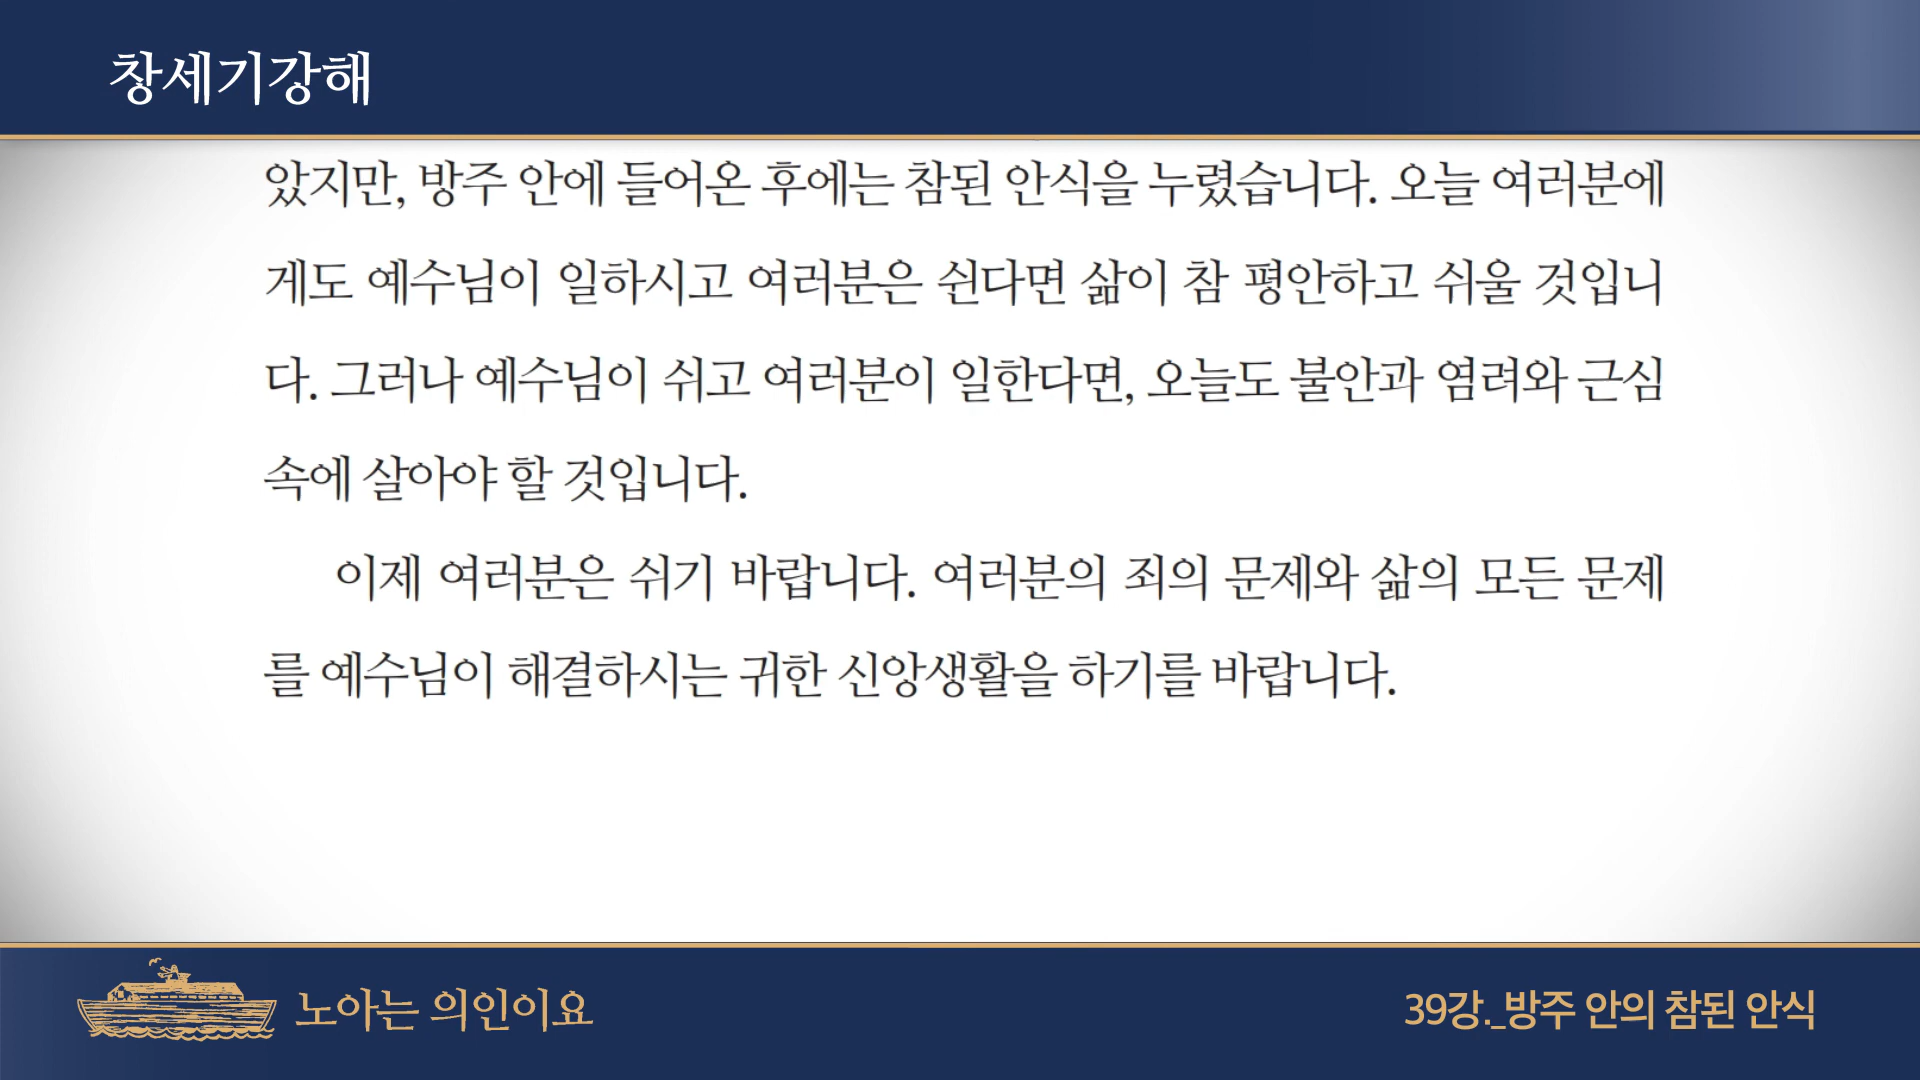 창세기강해
았지만, 방주 안에 들어온 후에는 참된 안식을 누렸습니다. 오늘 여러분에
게도 예수님이 일하시고 여러분은 쉰다면 삶이 참 평안하고 쉬울 것입니
다. 그러나 예수님이 쉬고 여러분이 일한다면, 오늘도 불안과 염려와 근심
속에 살아야 할 것입니다.
이제 여러분은 쉬기 바랍니다. 여러분의 죄의 문제와 삶의 모든 문제
를 예수님이 해결하시는 귀한 신앙생활을 하기를 바랍니다.
노아는 의인이요
39강._방주 안의 참된 안식